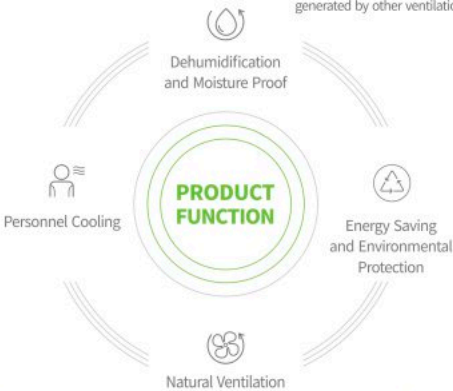 generated by other ventilatio
Dehumidification
and Moisture Proof
PRODUCT
FUNCTION
Personnel Cooling
Energy Saving
and Environmental
Protection
Natural Ventilation